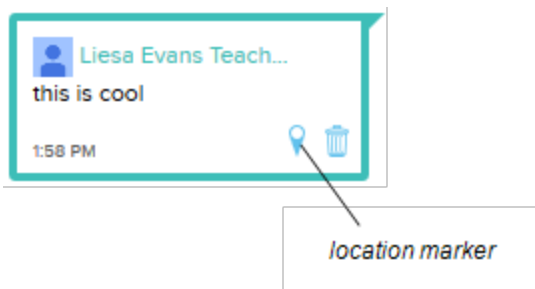 Liesa Evans Teach...
this is cool
1:58 PM
location marker